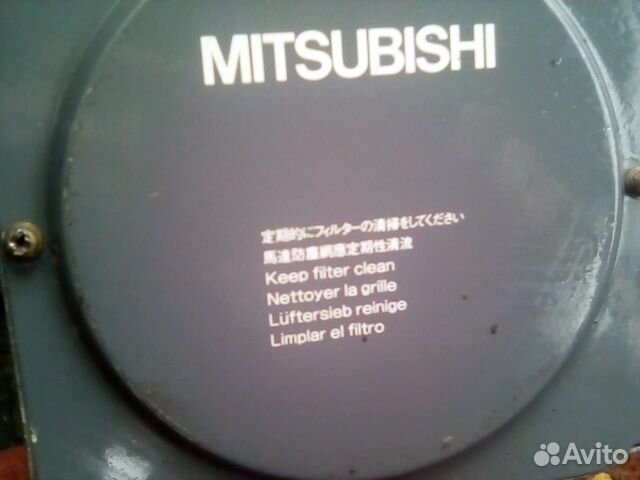 MITSUBISHI
定期的にフィルターの清掃をしてください
馬達防塵網應定期性清洗
Keep filter clean
Nettoyer la grille
Lüftersieb reinige
Limplar el filtro
Avito